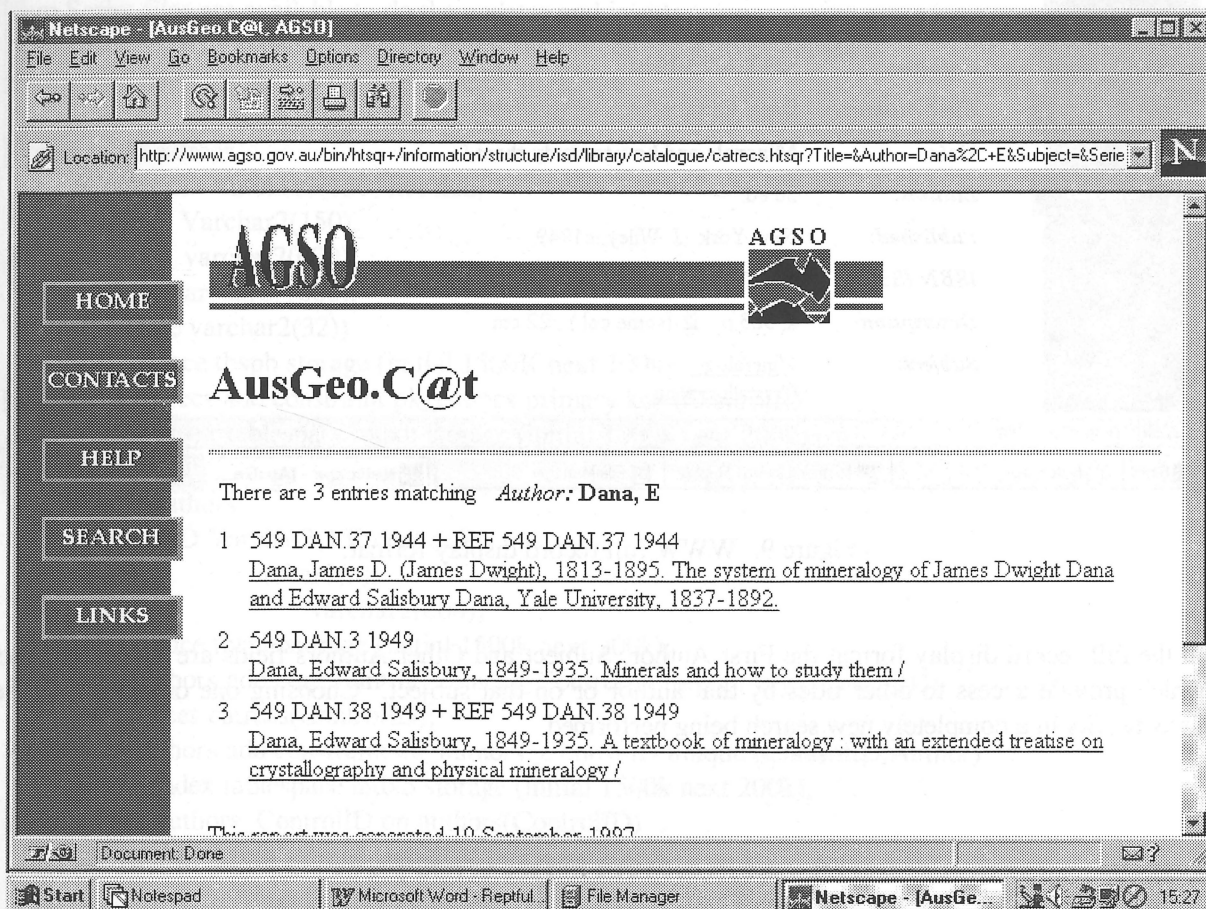 Netscape - [AusGeo.C@t, AGSO]
File Edit View Go Bookmarks Options Directory Window Help
Location: http://www.agso.gov.au/bin/htsqr+/information/structure/isd/library/catalogue/catrecs.htsqr?Title=&Author=Dana%2C+E&Subject=&Serie
N
AGSO
AGSO
HOME
CONTACTS
HELP
SEARCH
LINKS
AusGeo.C@t
There are 3 entries matching Author: Dana, E
1 549 DAN.37 1944 + REF 549 DAN.37 1944
Dana, James D. (James Dwight), 1813-1895. The system of mineralogy of James Dwight Dana
and Edward Salisbury Dana, Yale University, 1837-1892.
2 549 DAN.3 1949
Dana, Edward Salisbury, 1849-1935. Minerals and how to study them /
3 549 DAN.38 1949 + REF 549 DAN.38 1949
Dana, Edward Salisbury, 1849-1935. A textbook of mineralogy : with an extended treatise on
crystallography and physical mineralogy /
This report was generated 10 September 1997
Document: Done
Start Notepad Microsoft Word - Reptful... File Manager Netscape - [AusGe... 15:27